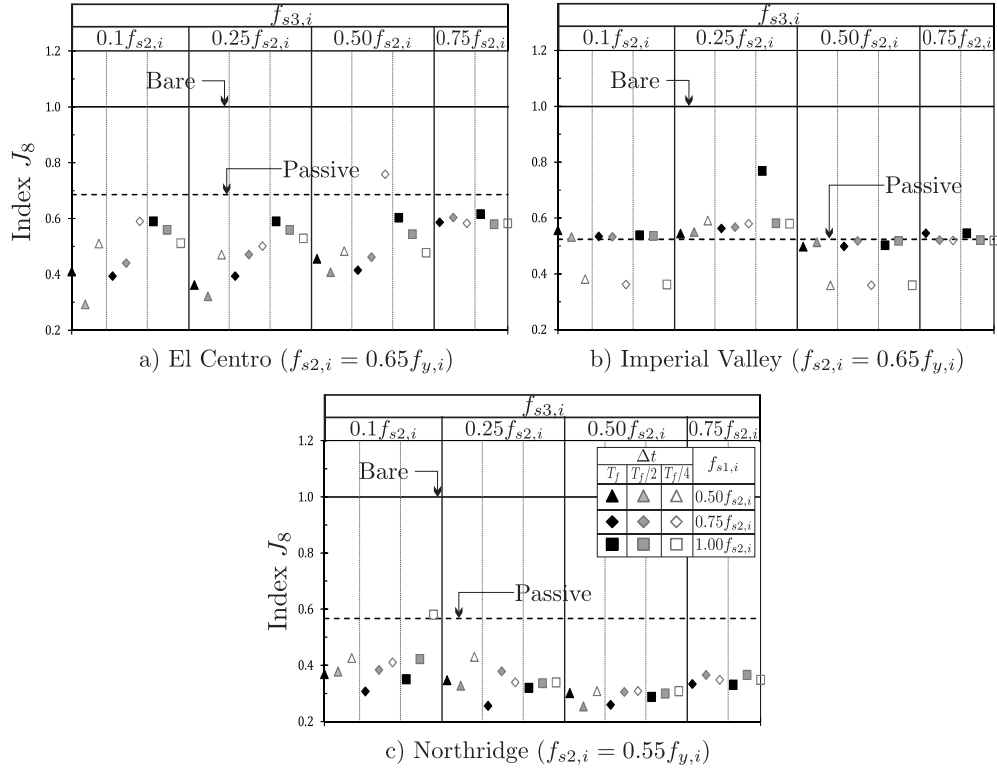 f_{s3,i}
0.1f_{s2,i} 0.25f_{s2,i} 0.50f_{s2,i} 0.75f_{s2,i}
1.2
Bare
1.0
Index J_8
0.8
Passive
0.6
0.4
0.2
a) El Centro (f_{s2,i} = 0.65f_{y,i})
f_{s3,i}
0.1f_{s2,i} 0.25f_{s2,i} 0.50f_{s2,i} 0.75f_{s2,i}
1.2
Bare
1.0
0.8
Passive
0.6
0.4
0.2
b) Imperial Valley (f_{s2,i} = 0.65f_{y,i})
f_{s3,i}
0.1f_{s2,i} 0.25f_{s2,i} 0.50f_{s2,i} 0.75f_{s2,i}
1.2
Bare
1.0
Index J_8
0.8
Passive
0.6
0.4
0.2
Δt f_{s1,i}
T_f T_f/2 T_f/4
0.50f_{s2,i}
0.75f_{s2,i}
1.00f_{s2,i}
c) Northridge (f_{s2,i} = 0.55f_{y,i})